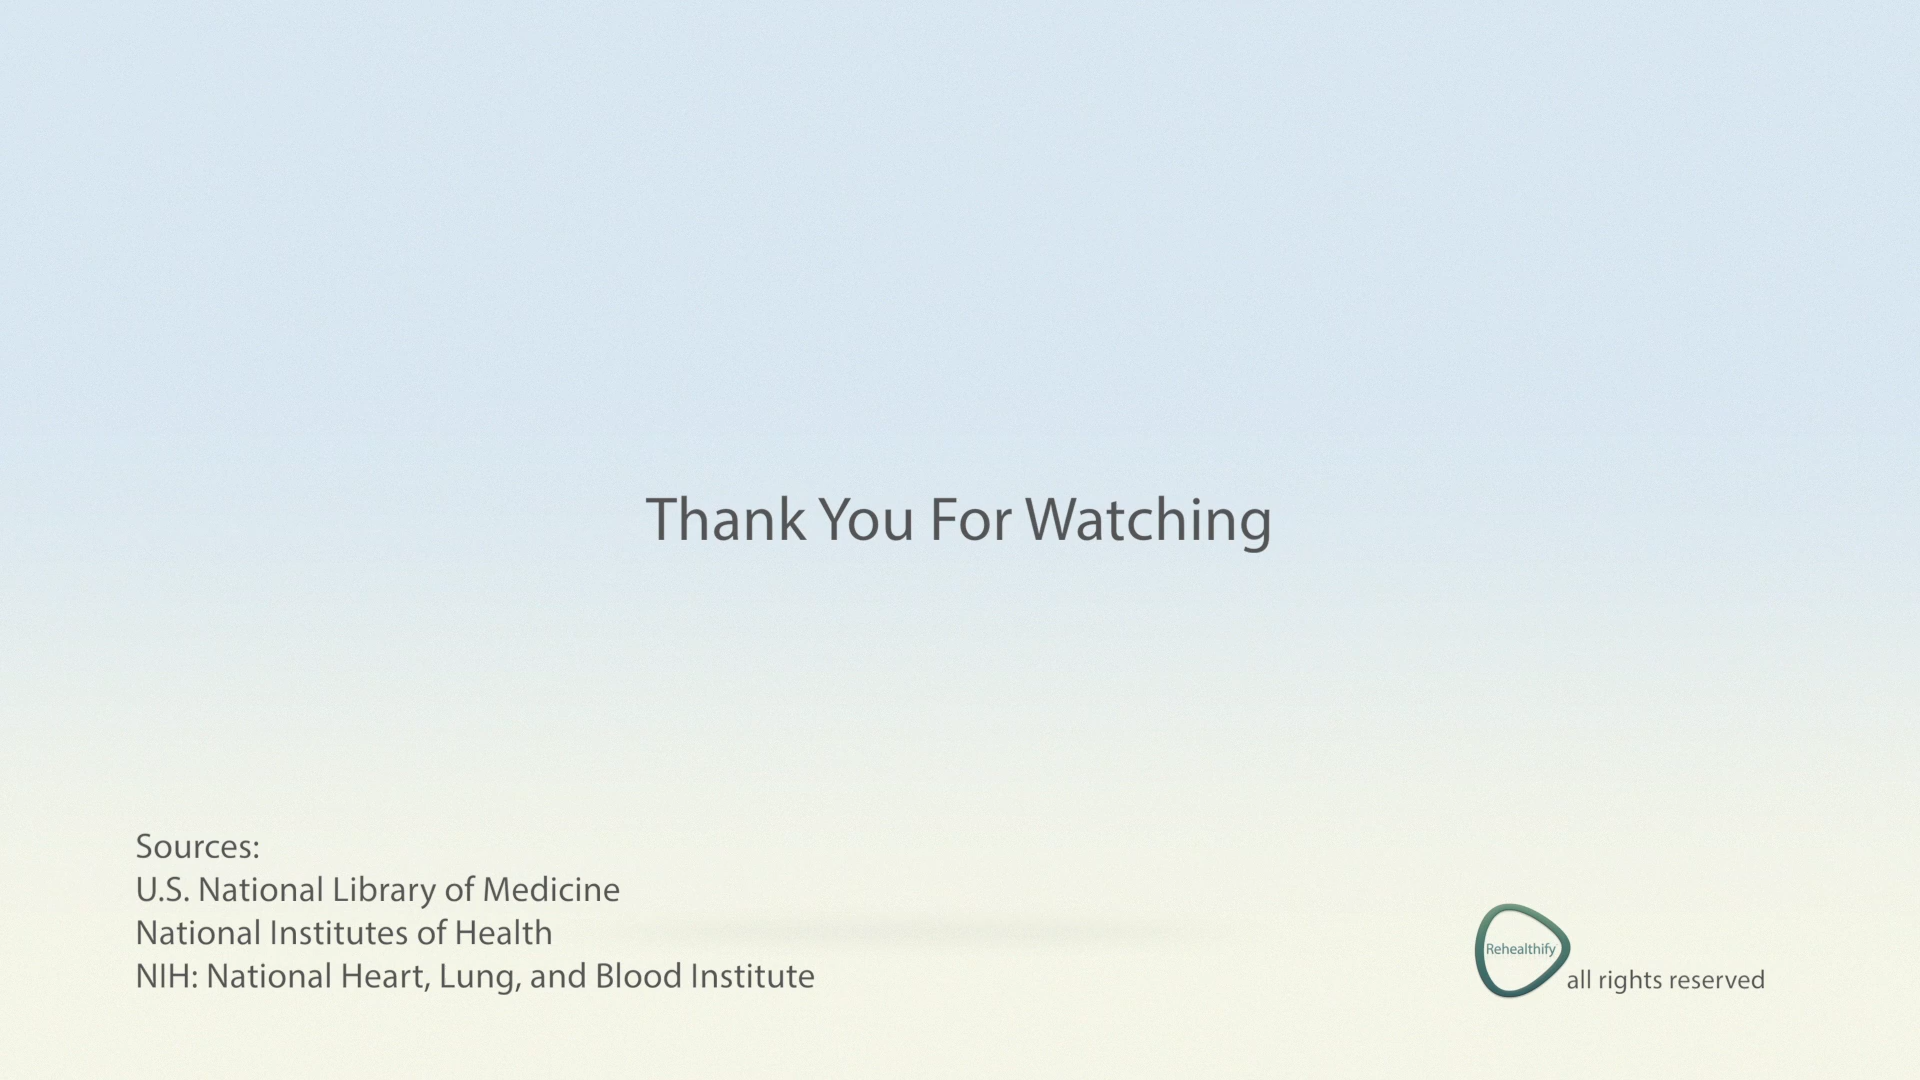 Thank You For Watching
Sources:
U.S. National Library of Medicine
National Institutes of Health
NIH: National Heart, Lung, and Blood Institute
Rehealthify
all rights reserved